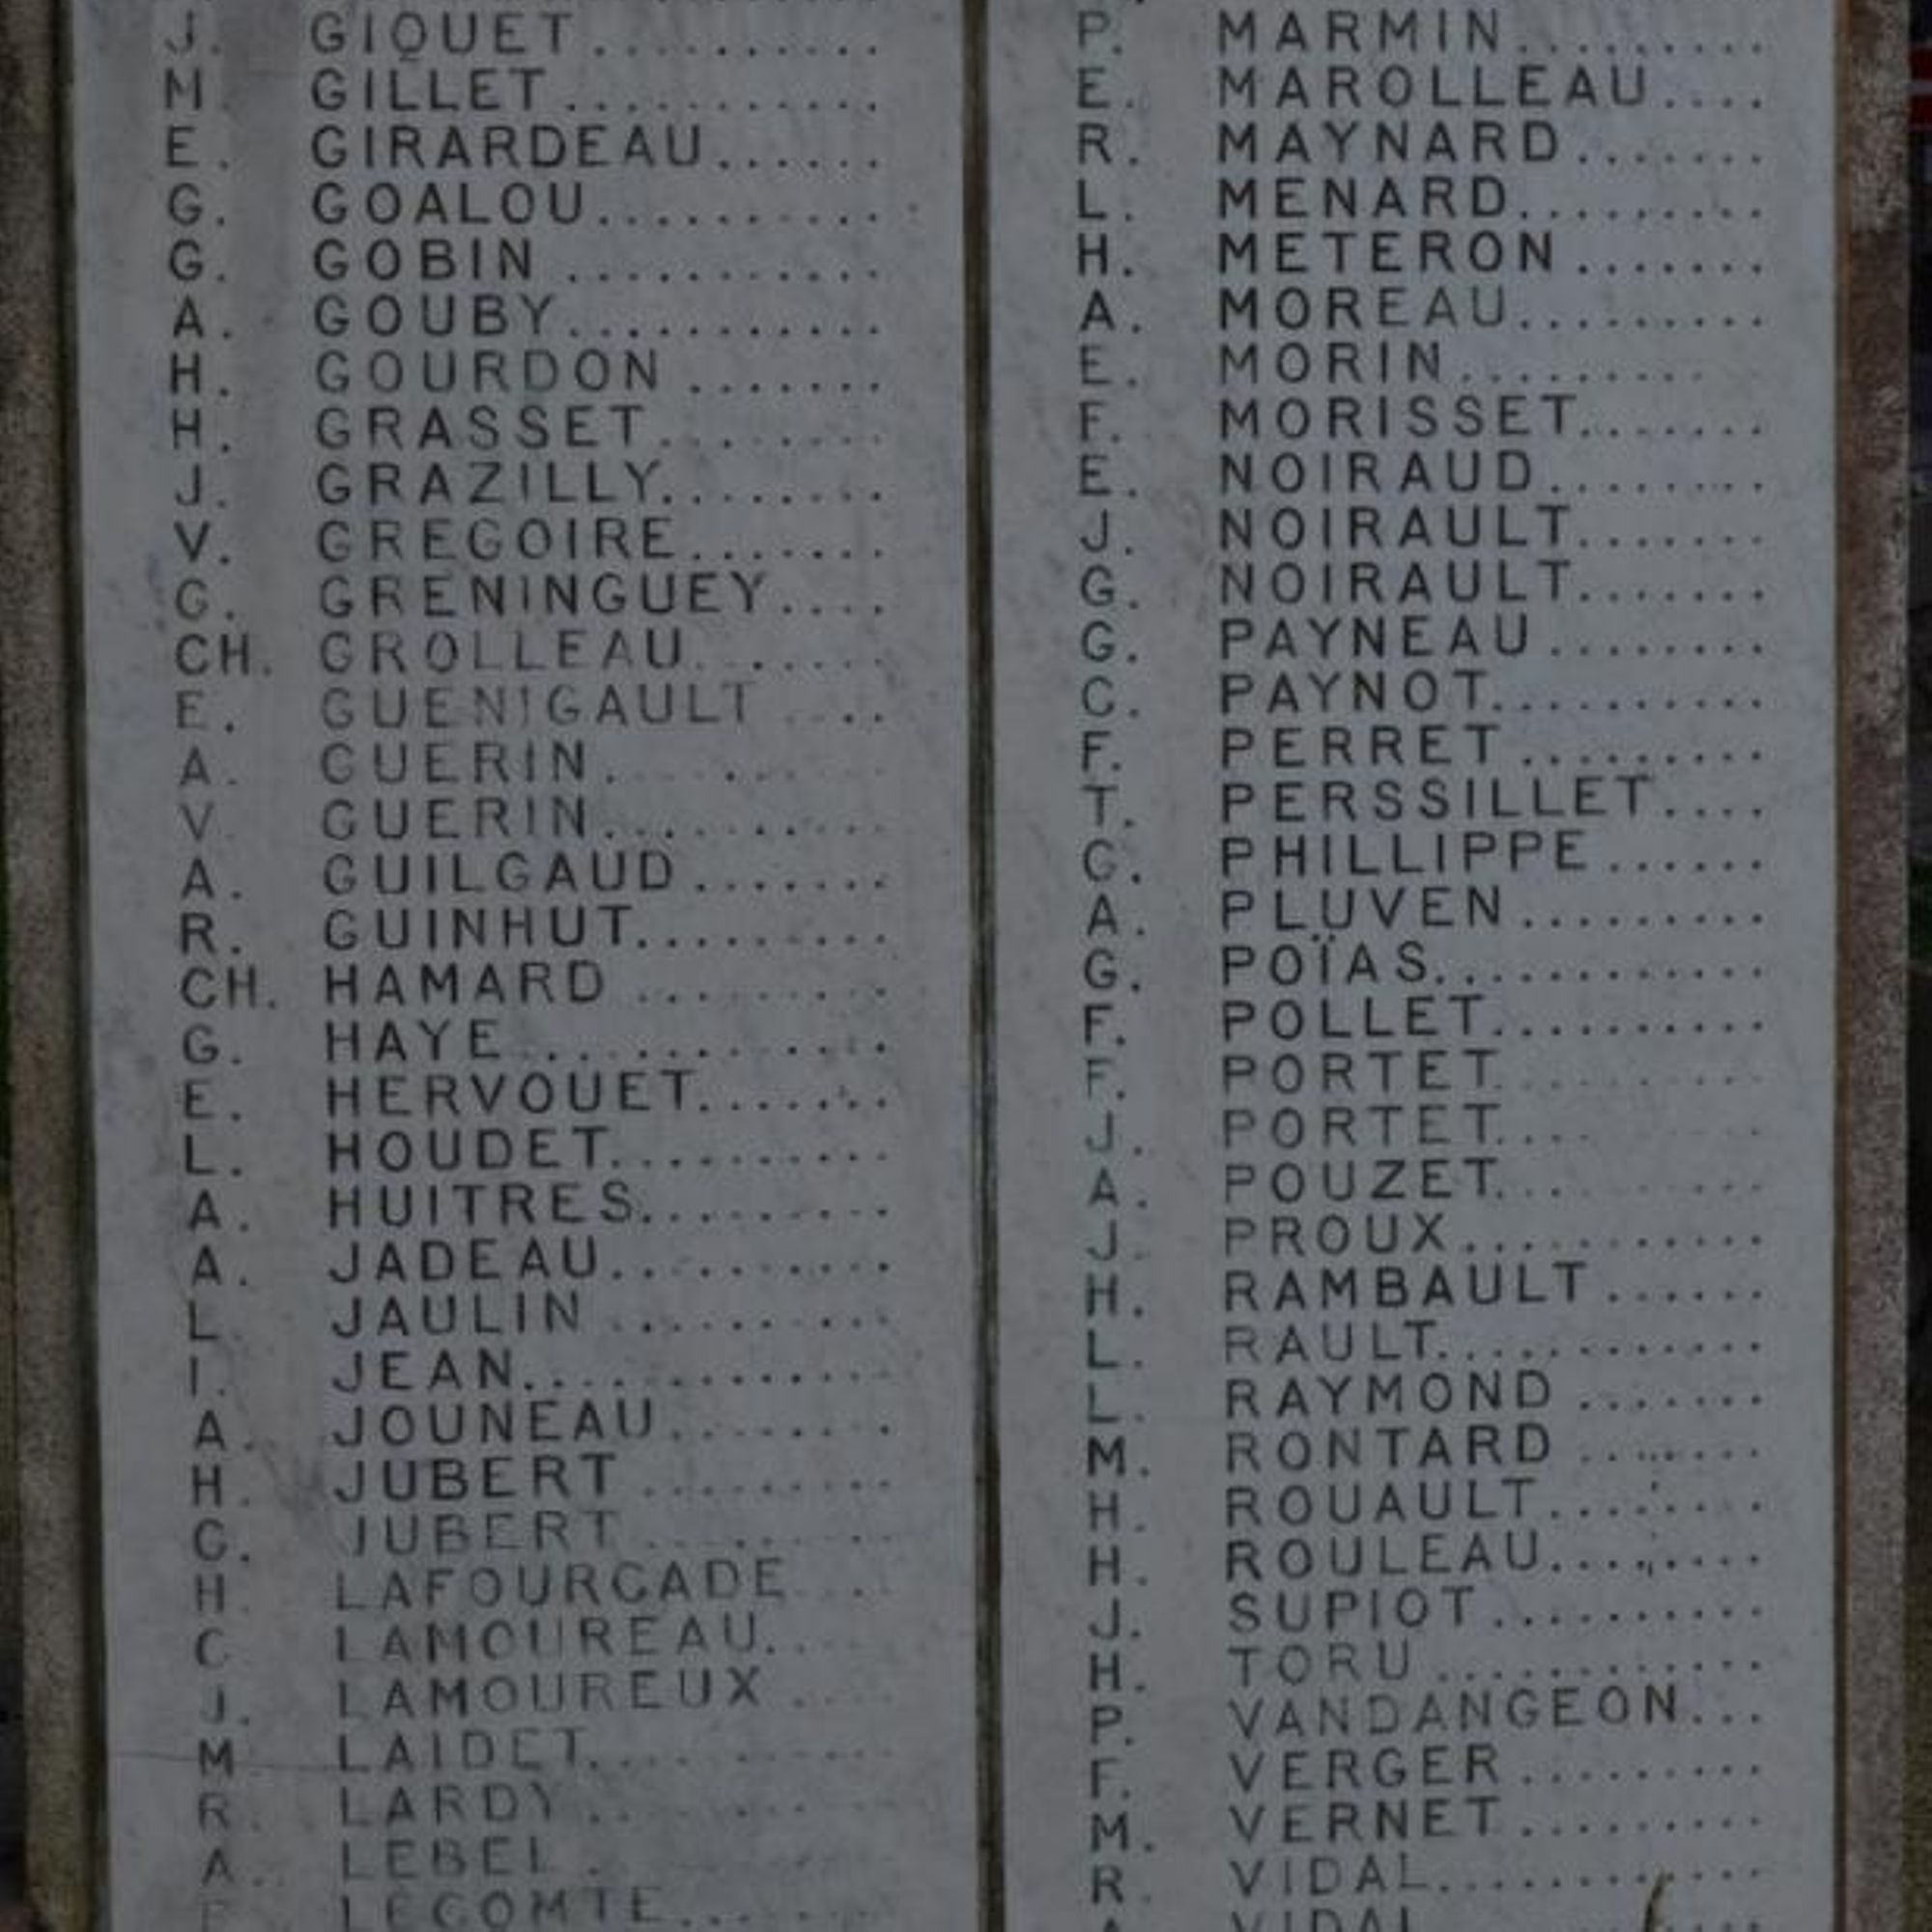 J. GIQUET..........
M. GILLET...........
E. GIRARDEAU......
G. GOALOU..........
G. GOBIN ...........
A. GOUBY...........
H. GOURDON .......
H. GRASSET........
J. GRAZILLY........
V. GREGOIRE.......
G. GRENINGUEY....
CH. GROLLEAU.......
E. GUENIGAULT ....
A. GUERIN..........
V. GUERIN..........
A. GUILGAUD.......
R. GUINHUT.........
CH. HAMARD .........
G. HAYE ............
E. HERVOUET.......
L. HOUDET..........
A. HUITRES.........
A. JADEAU..........
L. JAULIN ..........
I. JEAN.............
A. JOUNEAU........
H. JUBERT .........
G. JUBERT .........
H. LAFOURCADE ....
LAMOUREAU.....
J. LAMOUREUX ....
M LAIDET..........
R. LARDY ..........
A. LEBEL .
LECOMTE.......
P. MARMIN.........
E. MAROLLEAU....
R. MAYNARD.......
L. MENARD.........
H. METERON.......
A. MOREAU.........
E. MORIN..........
F. MORISSET.......
E. NOIRAUD........
J. NOIRAULT.......
G. NOIRAULT.......
G. PAYNEAU........
C. PAYNOT..........
F. PERRET.........
T. PERSSILLET....
G. PHILLIPPE......
A. PLUVEN.........
G. POÏAS............
F. POLLET..........
F. PORTET..........
J. PORTET..........
A. POUZET..........
J. PROUX...........
H. RAMBAULT......
L. RAULT............
L. RAYMOND .......
M. RONTARD .......
H. ROUAULT........
H. ROULEAU........
J. SUPIOT..........
H. TORU............
P. VANDANGEON...
F. VERGER.........
M. VERNET.........
R. VIDAL...........
VIDAL